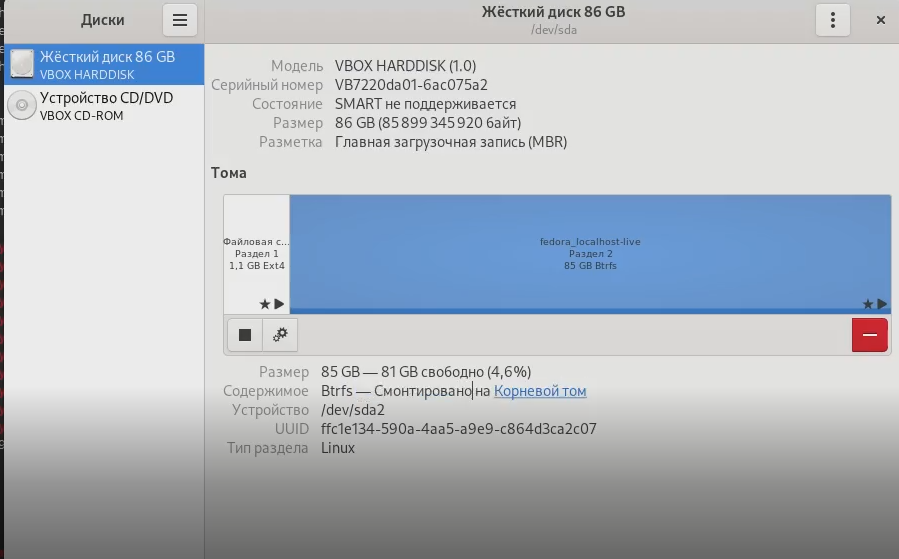 Диски
Жёсткий диск 86 GB
/dev/sda
Жёсткий диск 86 GB
VBOX HARDDISK
Устройство CD/DVD
VBOX CD-ROM
Модель VBOX HARDDISK (1.0)
Серийный номер VB7220da01-6ac075a2
Состояние SMART не поддерживается
Размер 86 GB (85 899 345 920 байт)
Разметка Главная загрузочная запись (MBR)
Тома
Файловая с...
Раздел 1
1,1 GB Ext4
fedora_localhost-live
Раздел 2
85 GB Btrfs
Размер 85 GB — 81 GB свободно (4,6%)
Содержимое Btrfs — Смонтировано на Корневой том
Устройство /dev/sda2
UUID ffc1e134-590a-4aa5-a9e9-c864d3ca2c07
Тип раздела Linux